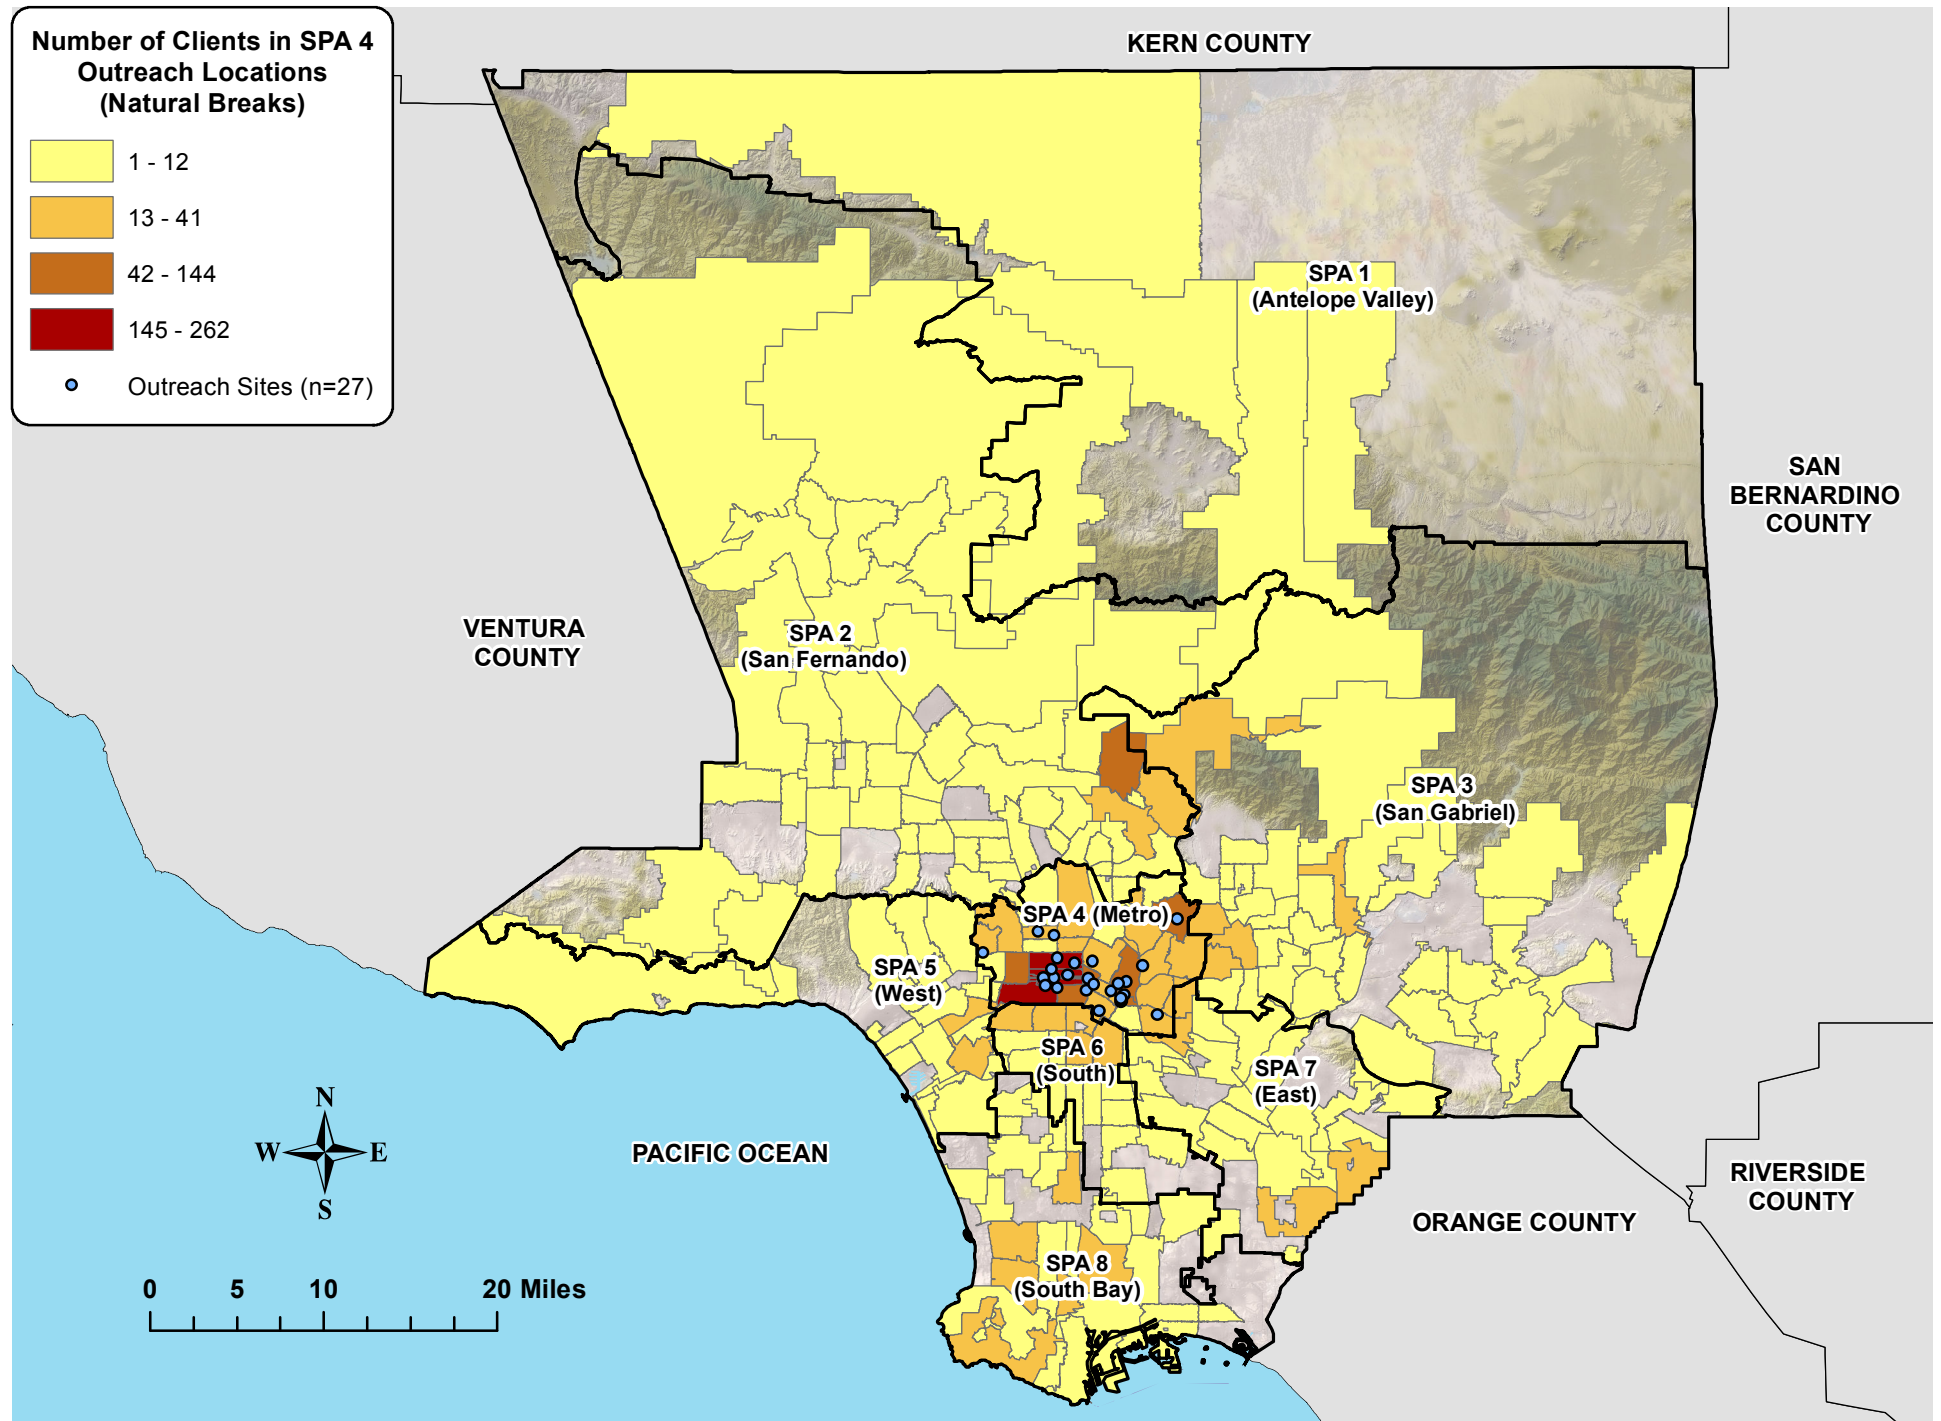 Number of Clients in SPA 4
Outreach Locations
(Natural Breaks)
1 - 12
13 - 41
42 - 144
145 - 262
Outreach Sites (n=27)
KERN COUNTY
SPA 1
(Antelope Valley)
SAN
BERNARDINO
COUNTY
VENTURA
COUNTY
SPA 2
(San Fernando)
SPA 3
(San Gabriel)
SPA 4 (Metro)
SPA 5
(West)
SPA 6
(South)
SPA 7
(East)
N
W
E
S
PACIFIC OCEAN
RIVERSIDE
COUNTY
ORANGE COUNTY
SPA 8
(South Bay)
0
5
10
20 Miles